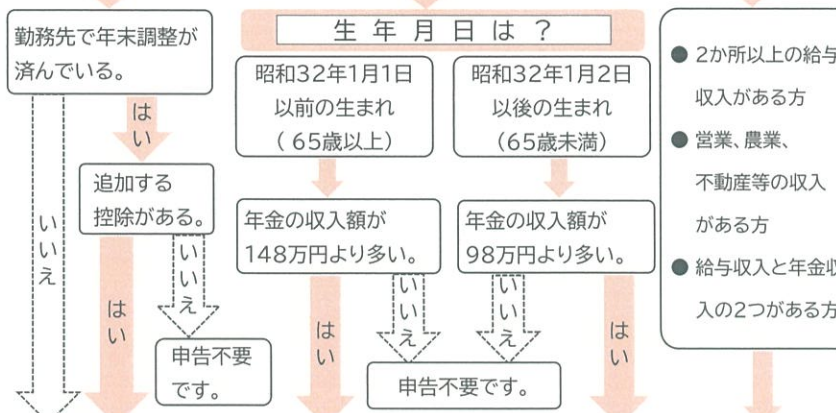 勤務先で年末調整が
済んでいる。
はい
追加する
控除がある。
いいえ
いいえ
はい
申告不要
です。
生年月日は?
昭和32年1月1日
以前の生まれ
(65歳以上)
昭和32年1月2日
以後の生まれ
(65歳未満)
年金の収入額が
148万円より多い。
年金の収入額が
98万円より多い。
はい
いいえ
いいえ
はい
申告不要です。
● 2か所以上の給与
収入がある方
● 営業、農業、
不動産等の収入
がある方
● 給与収入と年金収
入の2つがある方